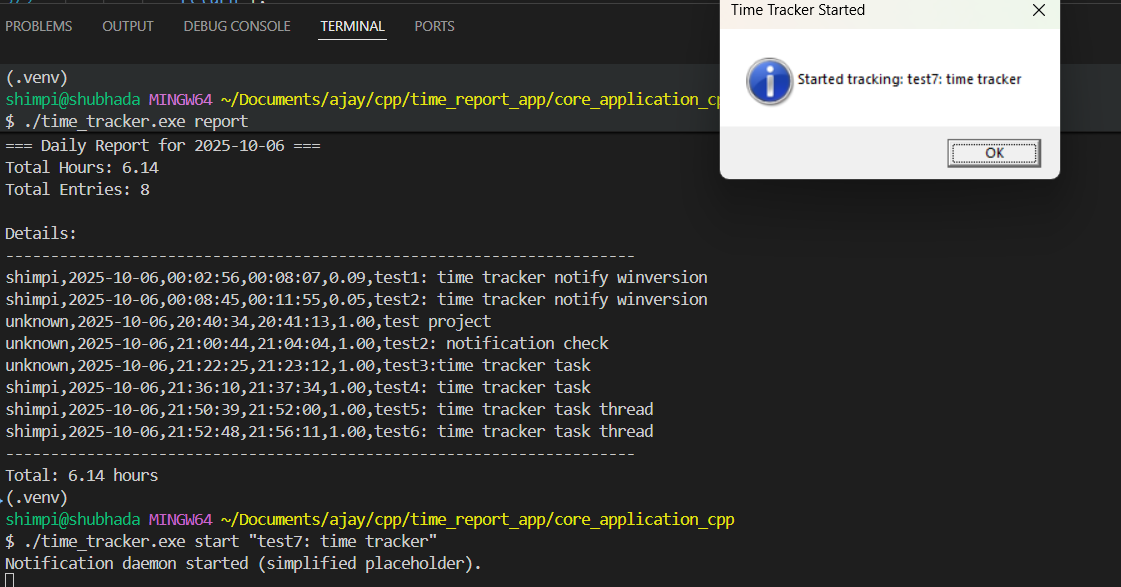 PROBLEMS OUTPUT DEBUG CONSOLE TERMINAL PORTS
Time Tracker Started
Started tracking: test7: time tracker
OK
(.venv)
shimpi@shubhada MINGW64 ~/Documents/ajay/cpp/time_report_app/core_application_cp
$ ./time_tracker.exe report
=== Daily Report for 2025-10-06 ===
Total Hours: 6.14
Total Entries: 8
Details:
----------------------------------------------------------------------
shimpi,2025-10-06,00:02:56,00:08:07,0.09,test1: time tracker notify winversion
shimpi,2025-10-06,00:08:45,00:11:55,0.05,test2: time tracker notify winversion
unknown,2025-10-06,20:40:34,20:41:13,1.00,test project
unknown,2025-10-06,21:00:44,21:04:04,1.00,test2: notification check
unknown,2025-10-06,21:22:25,21:23:12,1.00,test3:time tracker task
shimpi,2025-10-06,21:36:10,21:37:34,1.00,test4: time tracker task
shimpi,2025-10-06,21:50:39,21:52:00,1.00,test5: time tracker task thread
shimpi,2025-10-06,21:52:48,21:56:11,1.00,test6: time tracker task thread
----------------------------------------------------------------------
Total: 6.14 hours
(.venv)
shimpi@shubhada MINGW64 ~/Documents/ajay/cpp/time_report_app/core_application_cpp
$ ./time_tracker.exe start "test7: time tracker"
Notification daemon started (simplified placeholder).